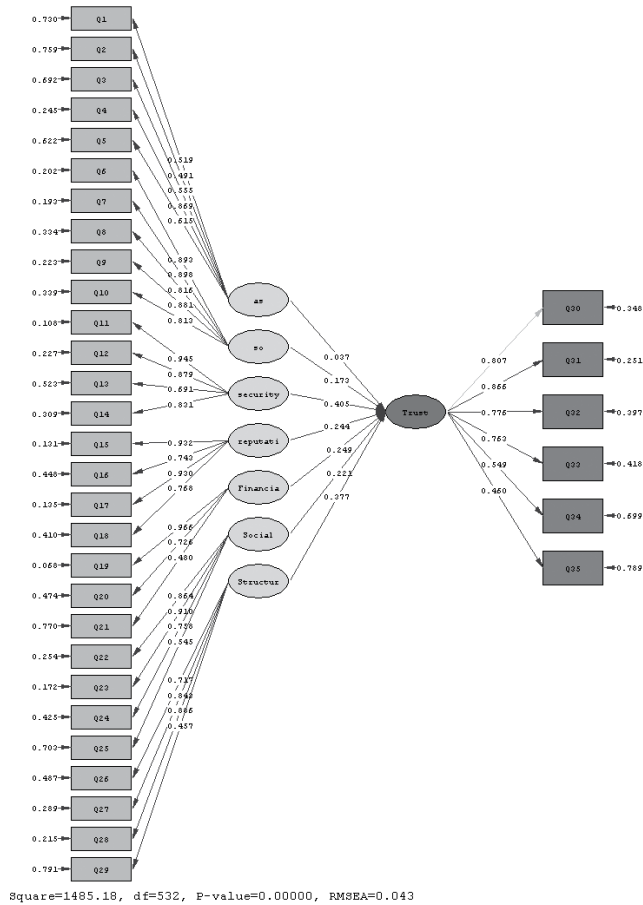 0.730 Q1
0.759 Q2
0.692 Q3
0.245 Q4
0.622 Q5
0.202 Q6
0.193 Q7
0.334 Q8
0.223 Q9
0.339 Q10
0.108 Q11
0.227 Q12
0.523 Q13
0.309 Q14
0.131 Q15
0.448 Q16
0.135 Q17
0.410 Q18
0.068 Q19
0.474 Q20
0.770 Q21
0.254 Q22
0.172 Q23
0.425 Q24
0.703 Q25
0.487 Q26
0.289 Q27
0.215 Q28
0.791 Q29
0.519
0.491
0.555
0.869
0.615
0.893
0.898
0.816
0.881
0.813
0.945
0.879
0.691
0.831
0.932
0.743
0.930
0.768
0.966
0.726
0.480
0.864
0.910
0.758
0.545
0.717
0.842
0.886
0.457
as
so
security
reputati
Financia
Social
Structur
0.037
0.173
0.405
0.244
0.249
0.221
0.377
Trust
0.807
0.866
0.776
0.763
0.549
0.460
Q30 0.348
Q31 0.251
Q32 0.397
Q33 0.418
Q34 0.699
Q35 0.789
Square=1485.18, df=532, P-value=0.00000, RMSEA=0.043